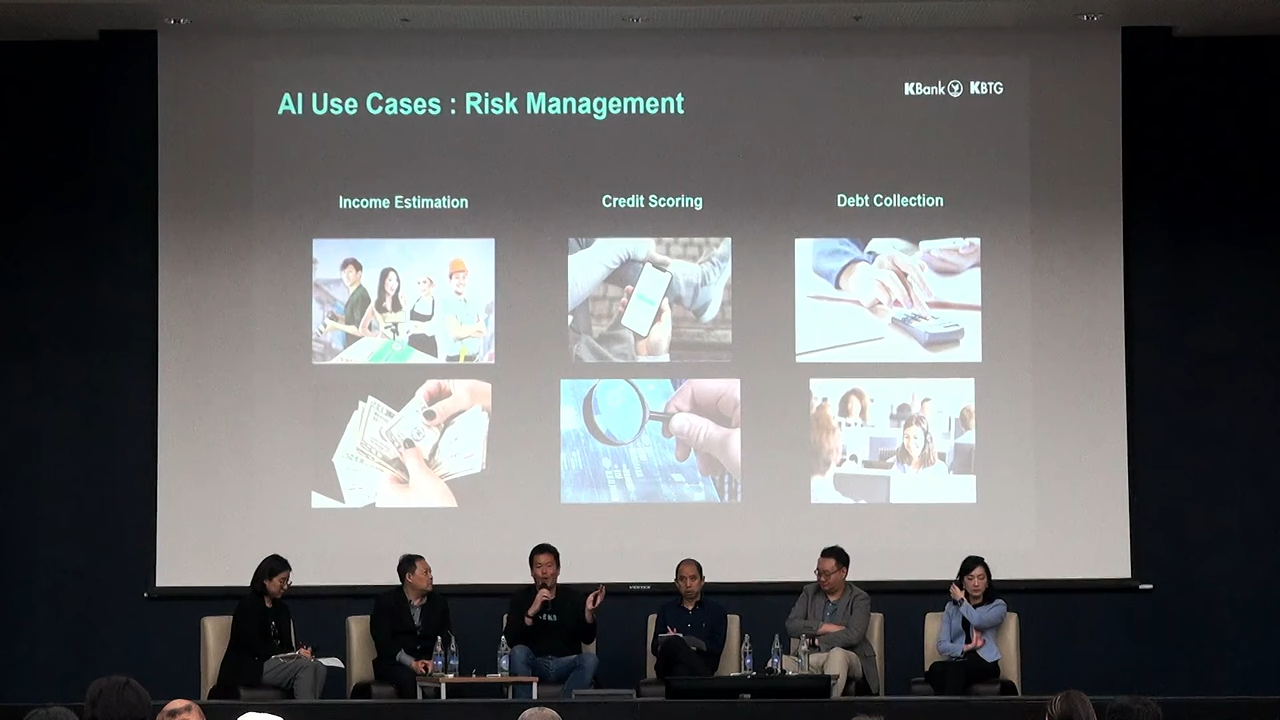 AI Use Cases : Risk Management
KBank KBTG
Income Estimation
Credit Scoring
Debt Collection